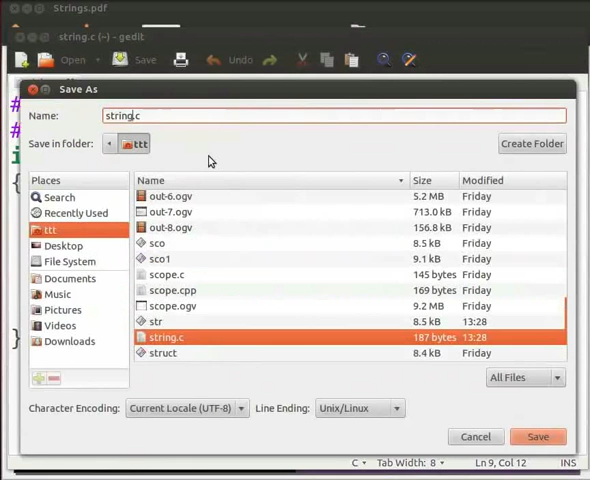 Strings.pdf
string.c (~) - gedit
Open Save Undo
Save As
Name: string.c
Save in folder: ttt Create Folder
Places Name Size Modified
Search out-6.ogv 5.2 MB Friday
Recently Used out-7.ogv 713.0 kB Friday
ttt out-8.ogv 156.8 kB Friday
Desktop sco 8.5 kB Friday
File System sco1 9.1 kB Friday
Documents scope.c 145 bytes Friday
Music scope.cpp 169 bytes Friday
Pictures scope.ogv 9.2 MB Friday
Videos str 8.5 kB 13:28
Downloads string.c 187 bytes 13:28
struct 8.4 kB Friday
All Files
Character Encoding: Current Locale (UTF-8) Line Ending: Unix/Linux
Cancel Save
C Tab Width: 8 Ln 9, Col 12 INS